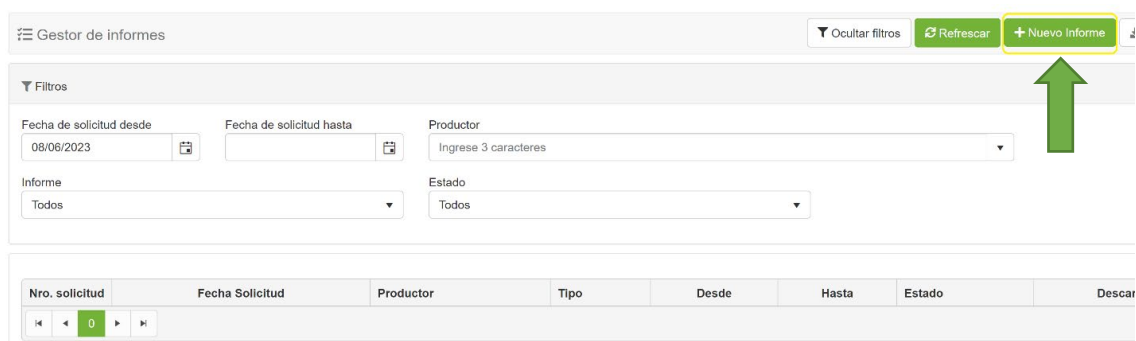 Gestor de informes Ocultar filtros Refrescar + Nuevo Informe
Filtros
Fecha de solicitud desde Fecha de solicitud hasta Productor
08/06/2023 Ingrese 3 caracteres
Informe Estado
Todos Todos
Nro. solicitud Fecha Solicitud Productor Tipo Desde Hasta Estado Descar
0